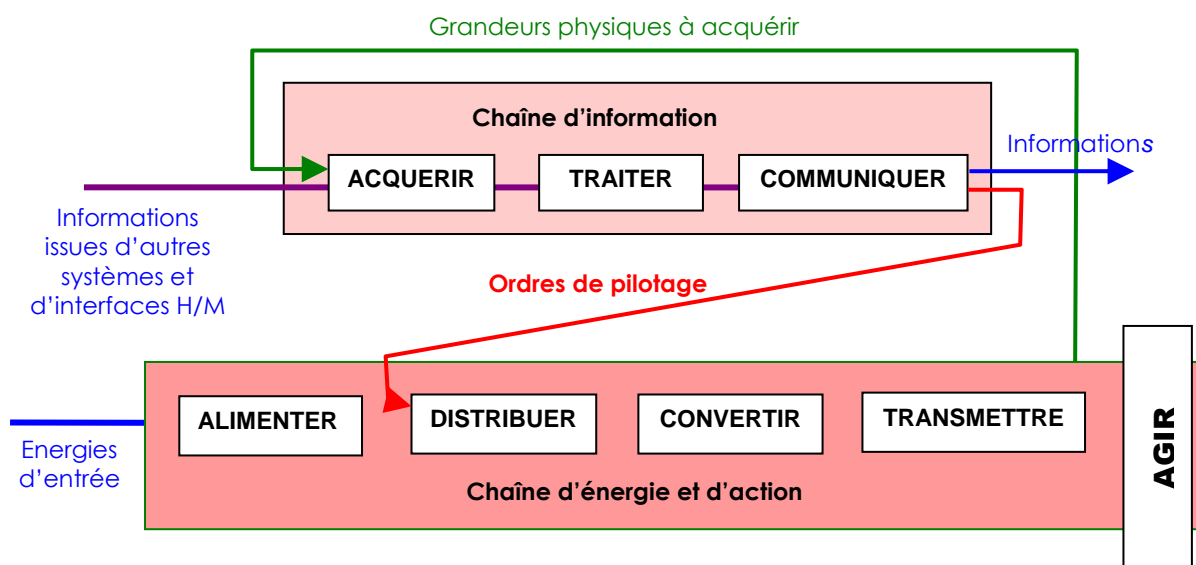 Grandeurs physiques à acquérir
Chaîne d'information
Informations
ACQUERIR
TRAITER
COMMUNIQUER
Informations
issues d'autres
systèmes et
d'interfaces H/M
Ordres de pilotage
ALIMENTER
DISTRIBUER
CONVERTIR
TRANSMETTRE
AGIR
Energies
d'entrée
Chaîne d'énergie et d'action